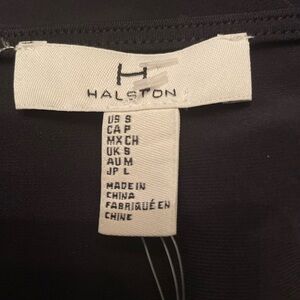 H
HALSTON
US S
CA P
MX CH
UK S
AU M
JP L
MADE IN
CHINA
FABRIQUÉ EN
CHINE